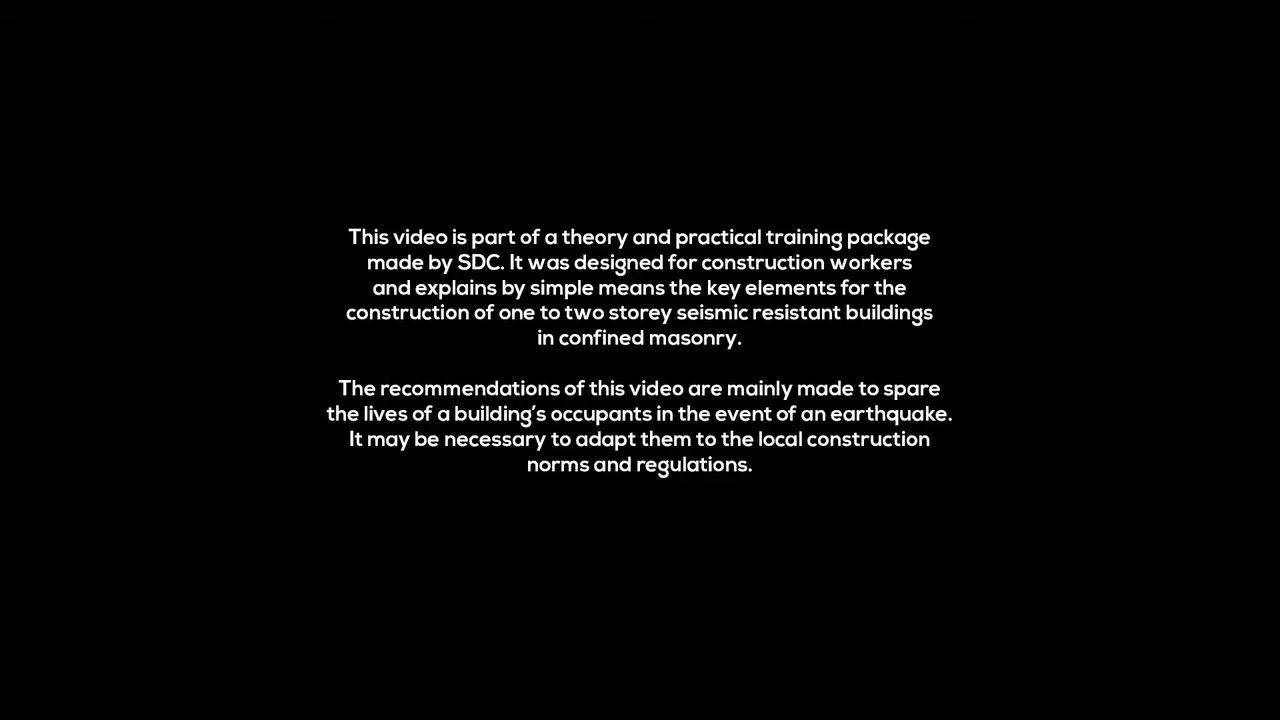 This video is part of a theory and practical training package
made by SDC. It was designed for construction workers
and explains by simple means the key elements for the
construction of one to two storey seismic resistant buildings
in confined masonry.
The recommendations of this video are mainly made to spare
the lives of a building’s occupants in the event of an earthquake.
It may be necessary to adapt them to the local construction
norms and regulations.